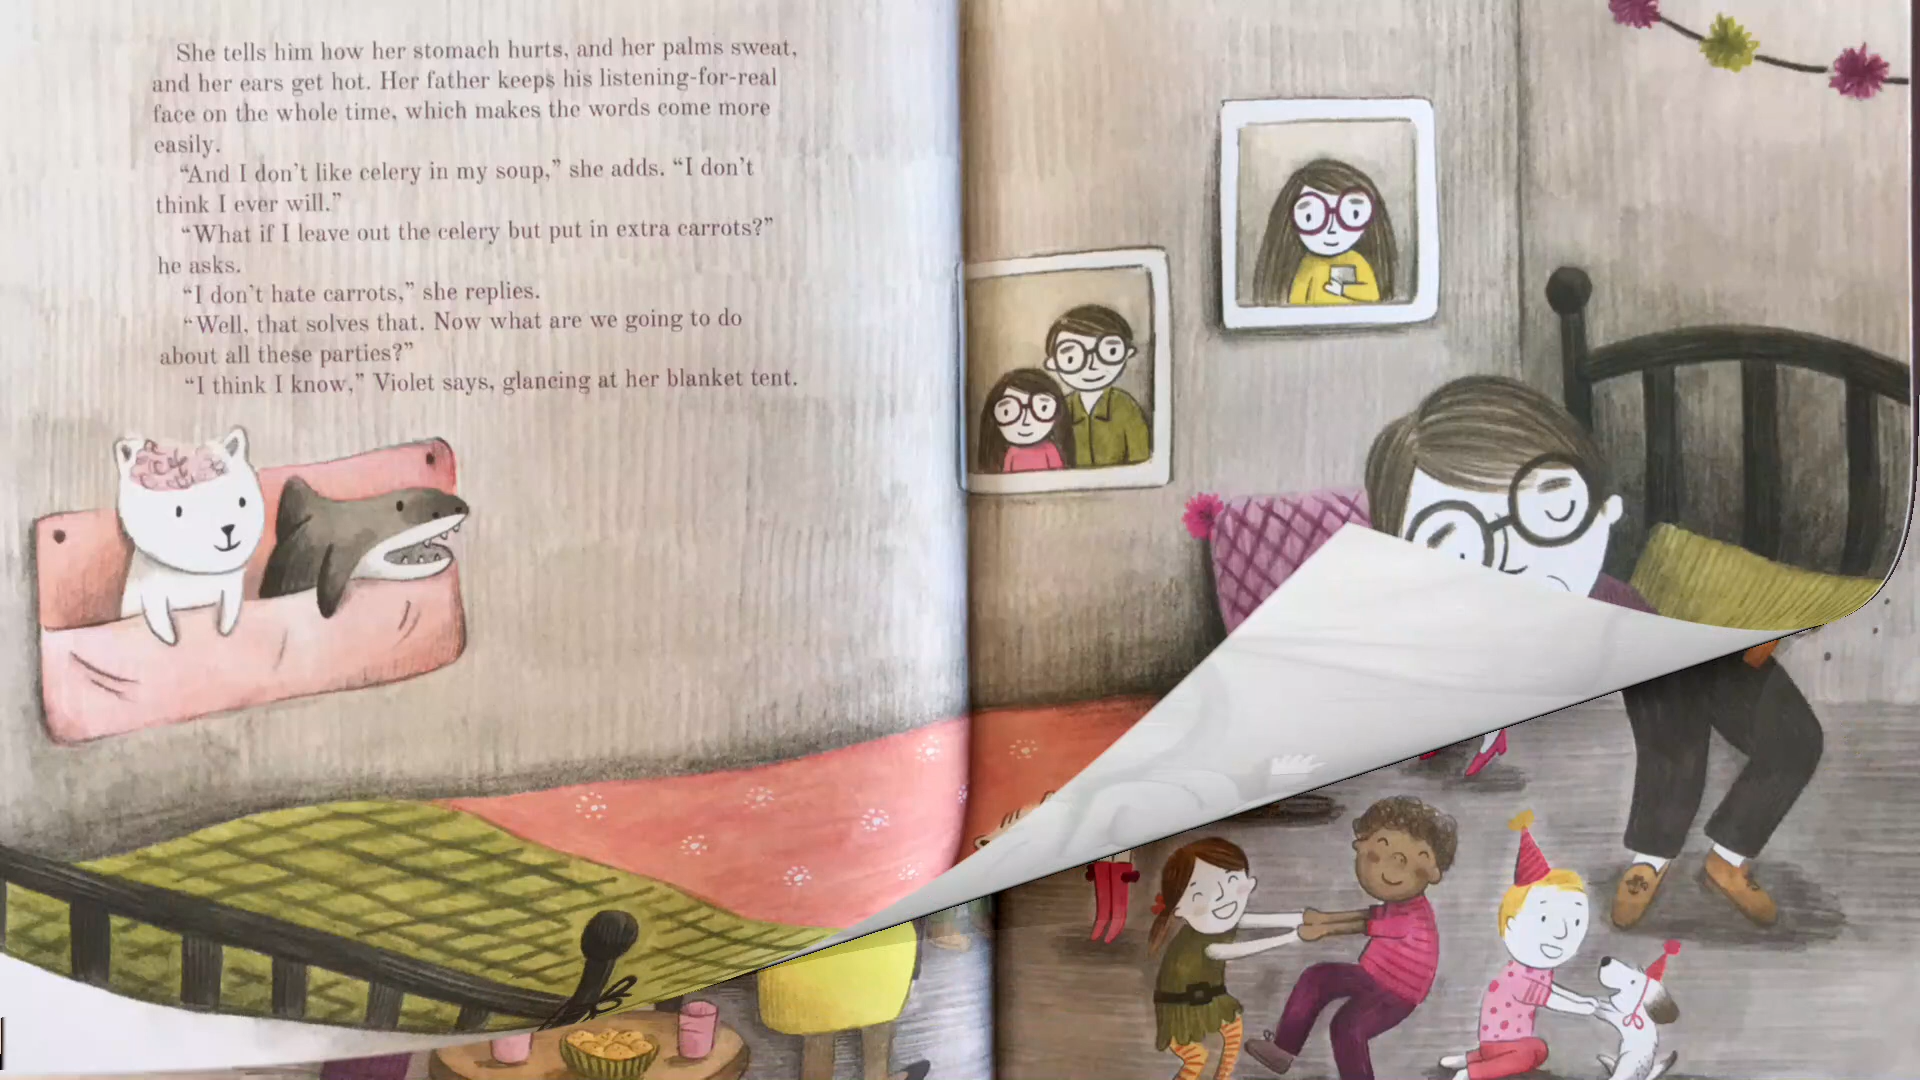 She tells him how her stomach hurts, and her palms sweat,
and her ears get hot. Her father keeps his listening-for-real
face on the whole time, which makes the words come more
easily.
“And I don’t like celery in my soup,” she adds. “I don’t
think I ever will.”
“What if I leave out the celery but put in extra carrots?”
he asks.
“I don’t hate carrots,” she replies.
“Well, that solves that. Now what are we going to do
about all these parties?”
“I think I know,” Violet says, glancing at her blanket tent.